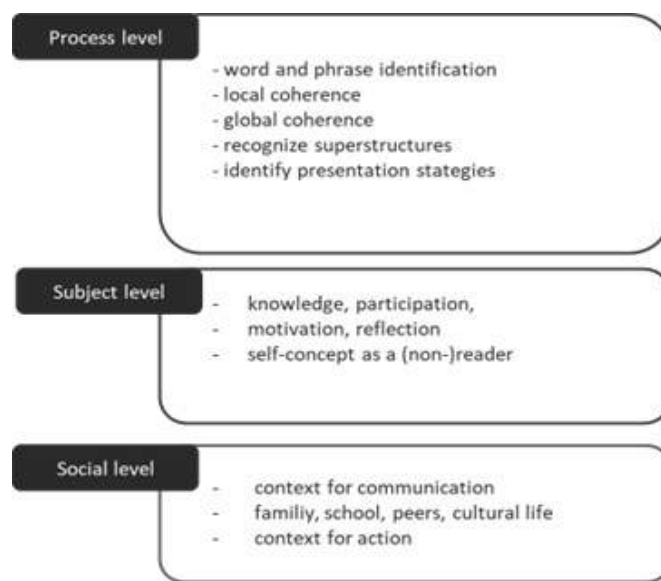 Process level
- word and phrase identification
- local coherence
- global coherence
- recognize superstructures
- identify presentation stategies
Subject level
- knowledge, participation,
- motivation, reflection
- self-concept as a (non-)reader
Social level
- context for communication
- familiy, school, peers, cultural life
- context for action